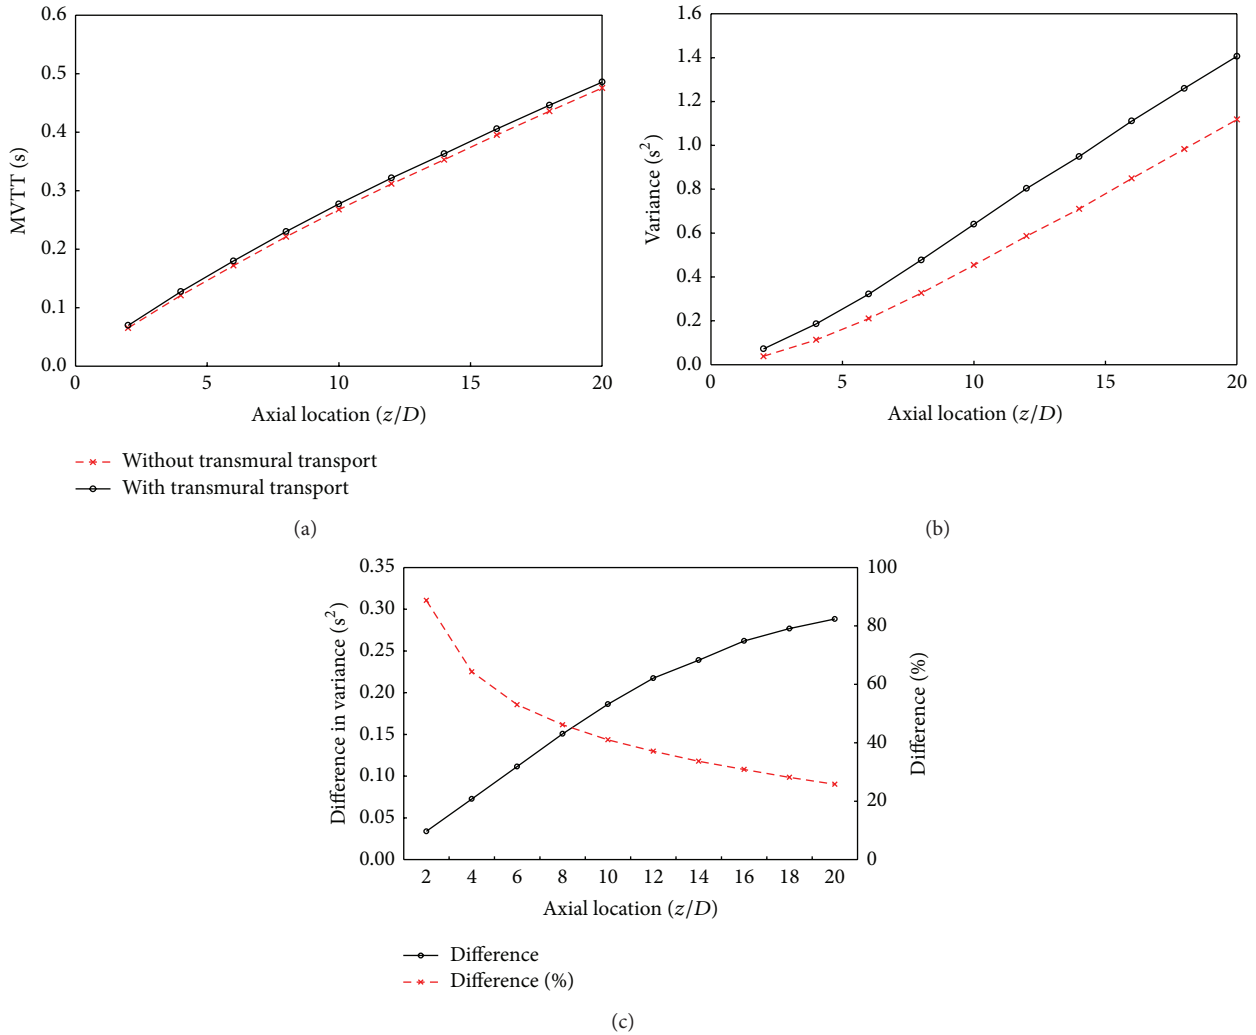 0.6
0.5
0.4
0.3
0.2
0.1
0.0
MVTT (s)
0 5 10 15 20
Axial location (z/D)
Without transmural transport
With transmural transport
(a)
1.6
1.4
1.2
1.0
0.8
0.6
0.4
0.2
0.0
Variance (s²)
0 5 10 15 20
Axial location (z/D)
(b)
0.35
0.30
0.25
0.20
0.15
0.10
0.05
0.00
Difference in variance (s²)
100
80
60
40
20
0
Difference (%)
2 4 6 8 10 12 14 16 18 20
Axial location (z/D)
Difference
Difference (%)
(c)